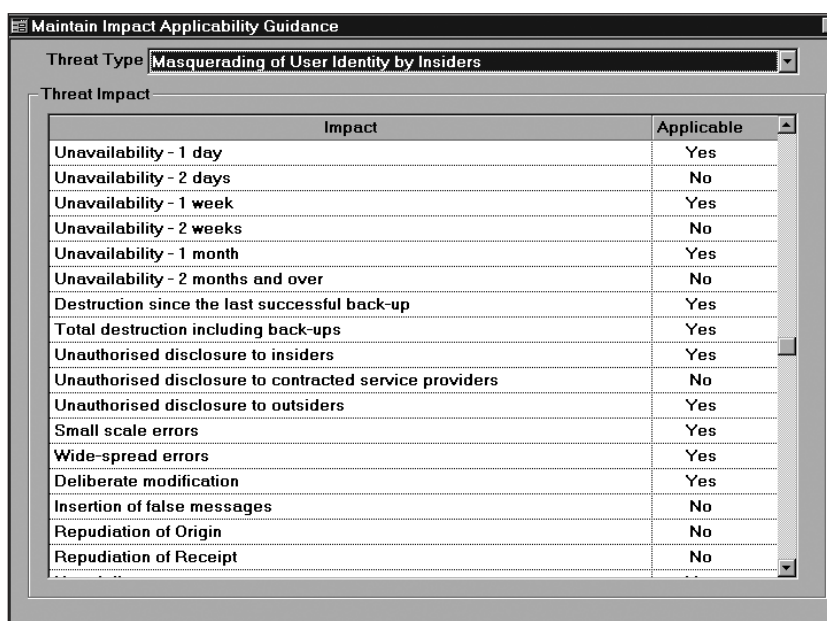 Maintain Impact Applicability Guidance
Threat Type Masquerading of User Identity by Insiders
Threat Impact
Impact Applicable
Unavailability - 1 day Yes
Unavailability - 2 days No
Unavailability - 1 week Yes
Unavailability - 2 weeks No
Unavailability - 1 month Yes
Unavailability - 2 months and over No
Destruction since the last successful back-up Yes
Total destruction including back-ups Yes
Unauthorised disclosure to insiders Yes
Unauthorised disclosure to contracted service providers No
Unauthorised disclosure to outsiders Yes
Small scale errors Yes
Wide-spread errors Yes
Deliberate modification Yes
Insertion of false messages No
Repudiation of Origin No
Repudiation of Receipt No